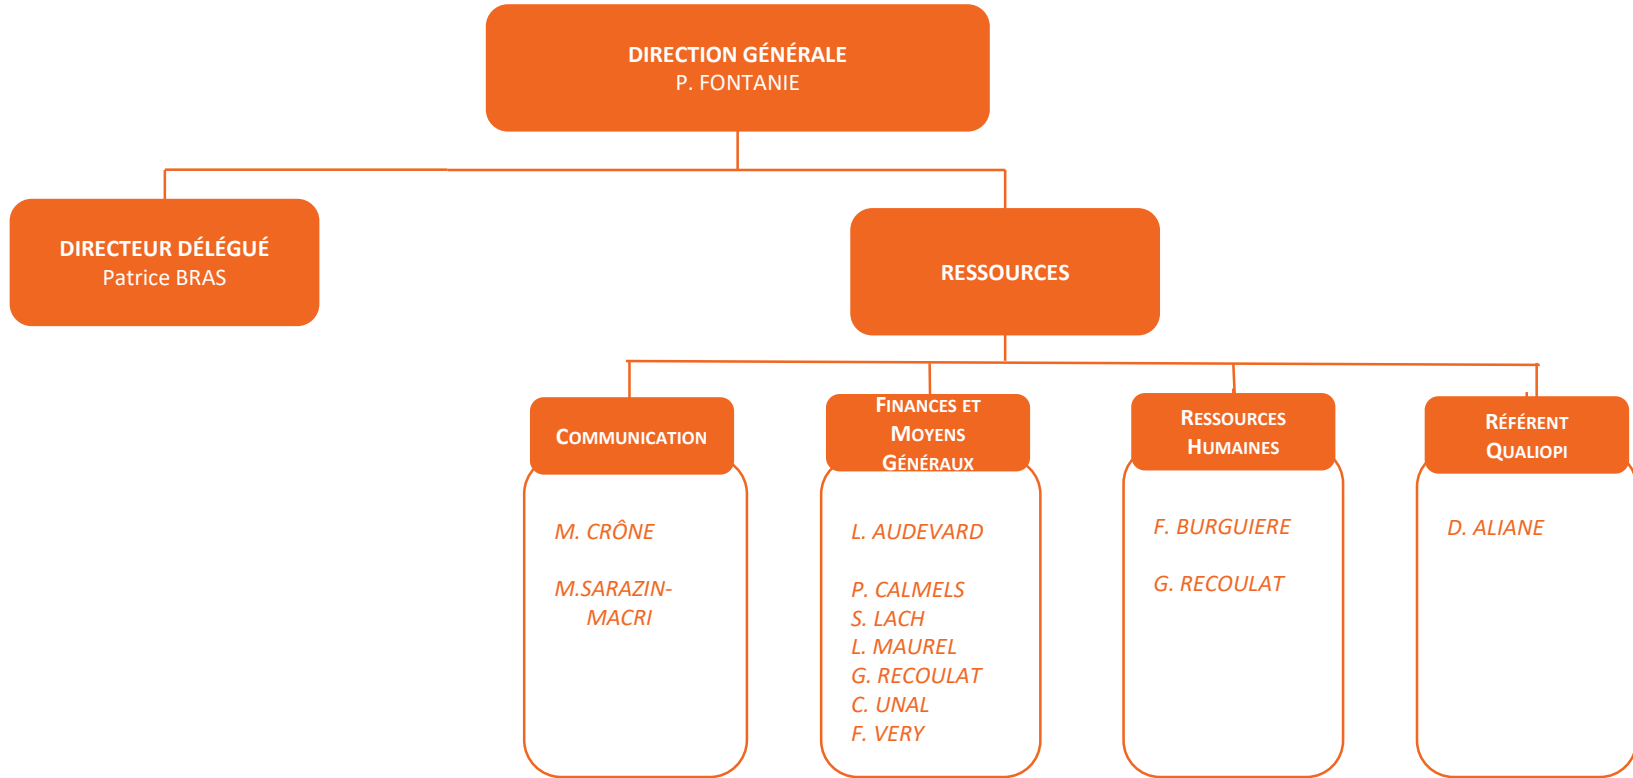 DIRECTION GÉNÉRALE
P. FONTANIE
DIRECTEUR DÉLÉGUÉ
Patrice BRAS
RESSOURCES
COMMUNICATION
M. CRÔNE
M.SARAZIN-
MACRI
FINANCES ET
MOYENS
GÉNÉRAUX
L. AUDEVARD
P. CALMELS
S. LACH
L. MAUREL
G. RECOULAT
C. UNAL
F. VERY
RESSOURCES
HUMAINES
F. BURGUIERE
G. RECOULAT
RÉFÉRENT
QUALIOPI
D. ALIANE